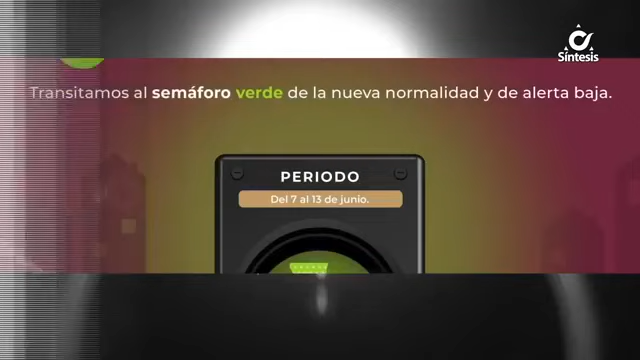 Síntesis
Transitamos al semáforo verde de la nueva normalidad y de alerta baja.
PERIODO
Del 7 al 13 de junio.